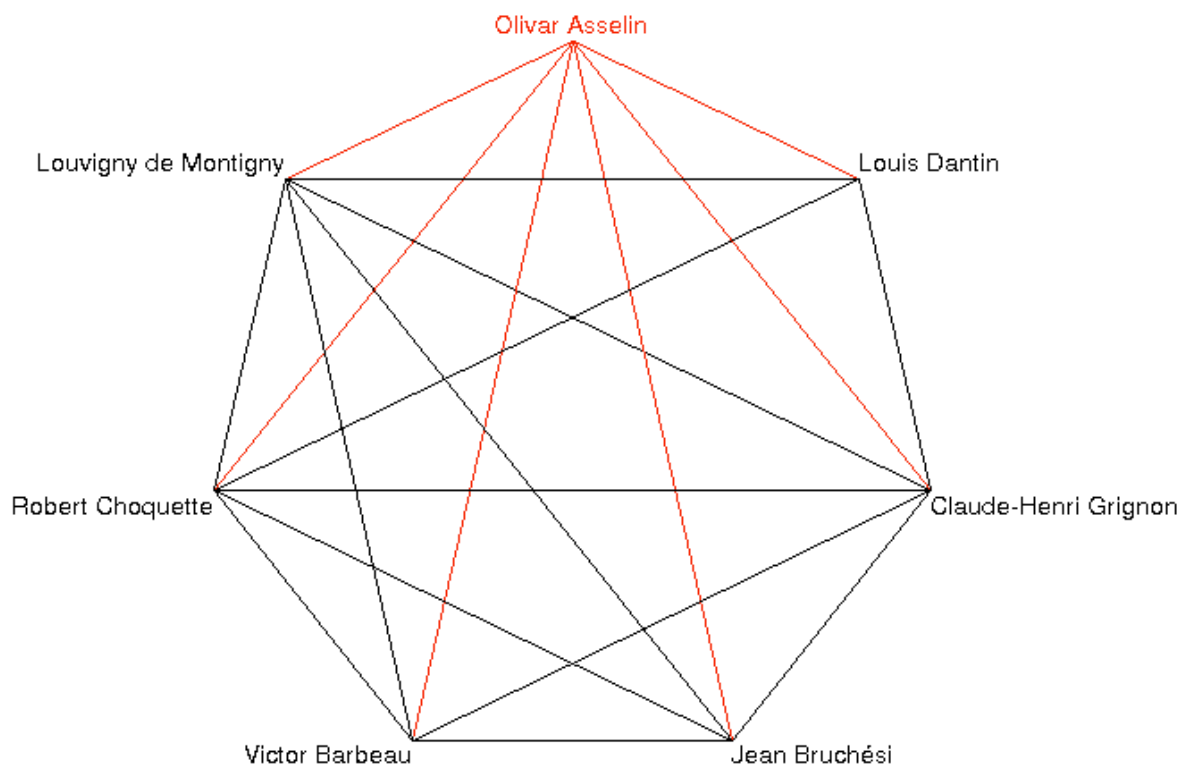 Olivar Asselin
Louvigny de Montigny
Louis Dantin
Robert Choquette
Claude-Henri Grignon
Victor Barbeau
Jean Bruchési